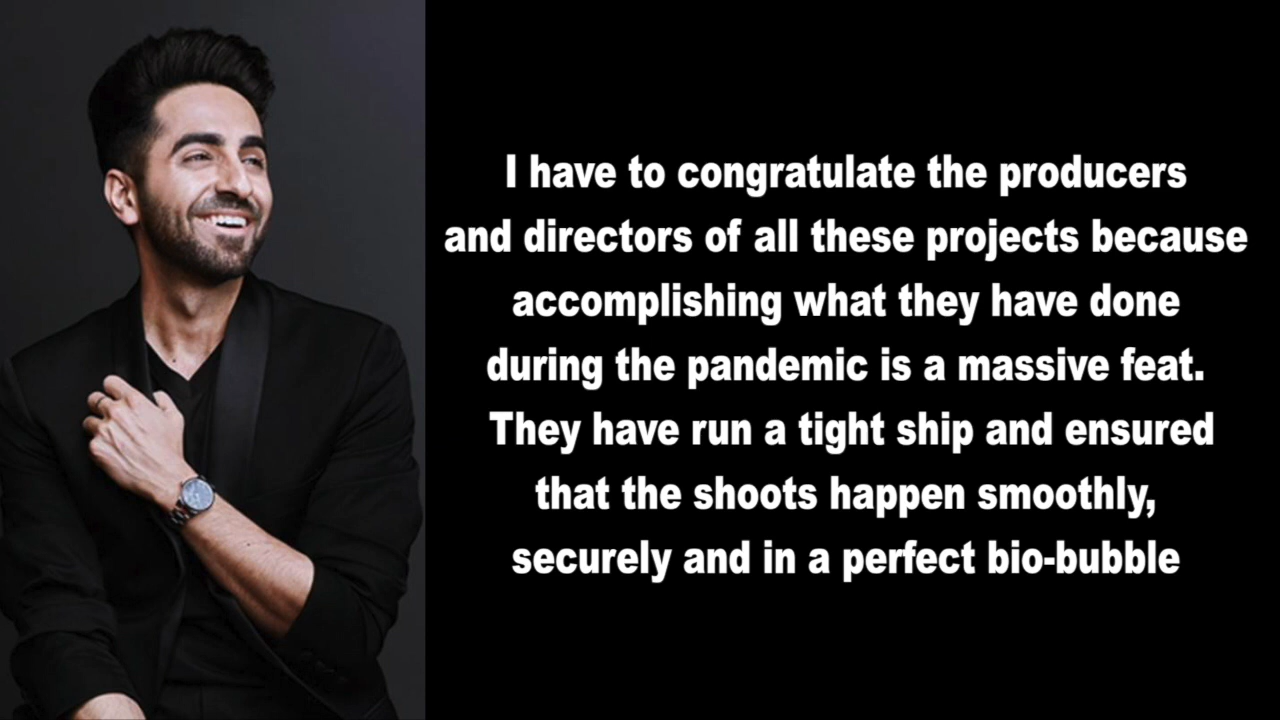 I have to congratulate the producers
and directors of all these projects because
accomplishing what they have done
during the pandemic is a massive feat.
They have run a tight ship and ensured
that the shoots happen smoothly,
securely and in a perfect bio-bubble